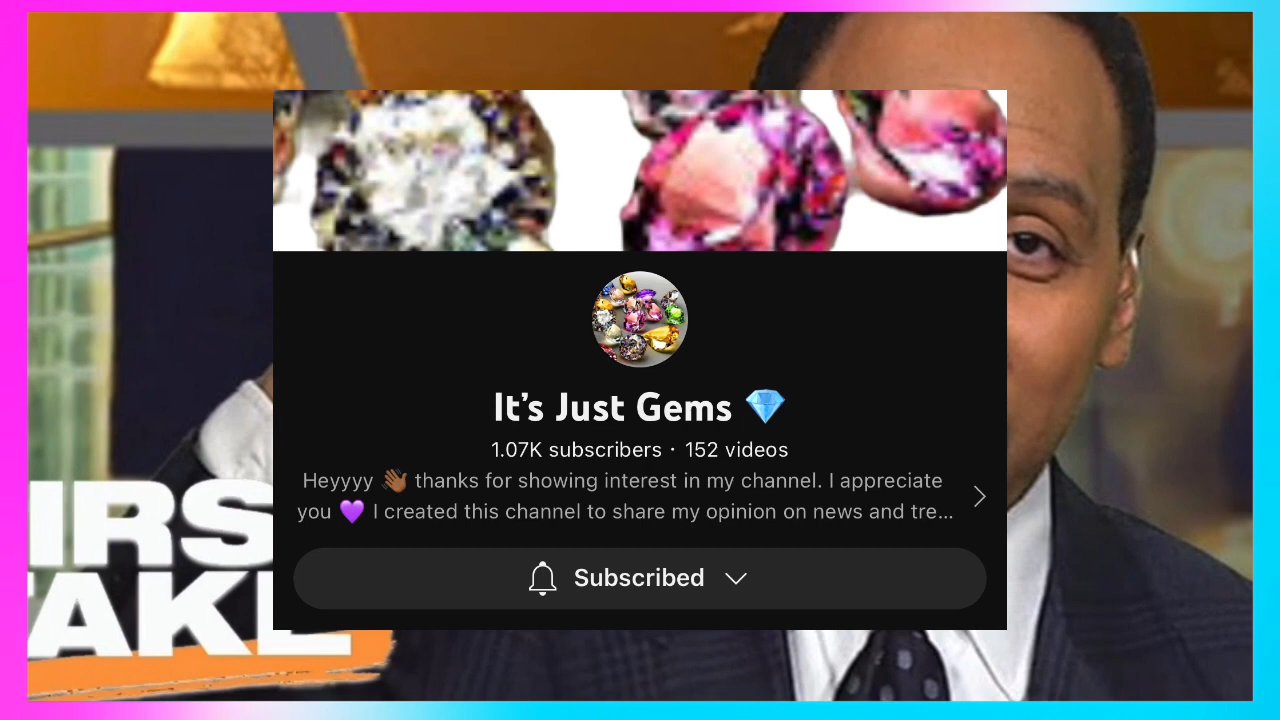 It's Just Gems 💎
1.07K subscribers · 152 videos
Heyyyy 👋🏾 thanks for showing interest in my channel. I appreciate
you 💜 I created this channel to share my opinion on news and tre...
Subscribed
IRS
TAKE